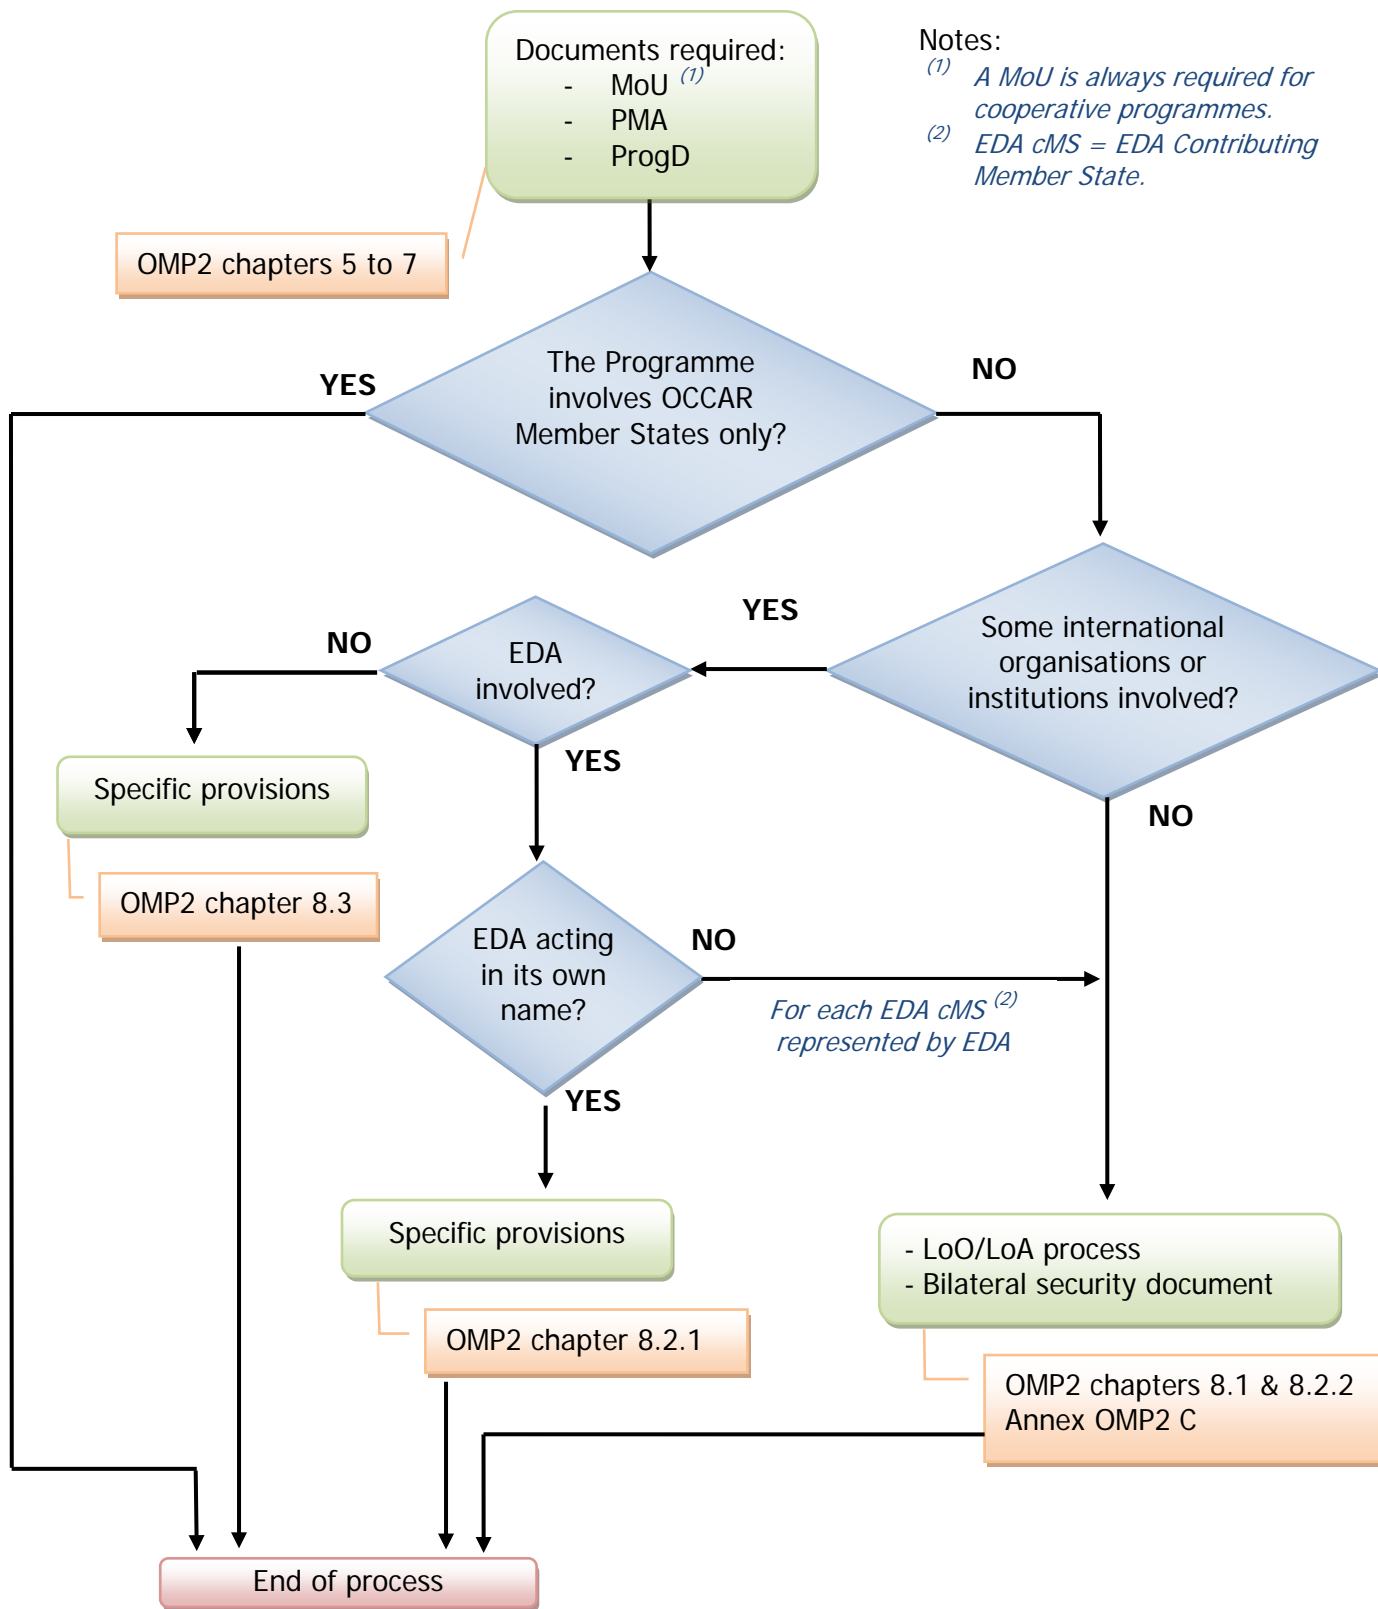 Documents required:
- MoU (1)
- PMA
- ProgD
Notes:
(1) A MoU is always required for
cooperative programmes.
(2) EDA cMS = EDA Contributing
Member State.
OMP2 chapters 5 to 7
The Programme
involves OCCAR
Member States only?
YES
NO
Some international
organisations or
institutions involved?
YES
NO
EDA
involved?
NO
YES
Specific provisions
OMP2 chapter 8.3
EDA acting
in its own
name?
NO
For each EDA cMS (2)
represented by EDA
YES
Specific provisions
OMP2 chapter 8.2.1
- LoO/LoA process
- Bilateral security document
OMP2 chapters 8.1 & 8.2.2
Annex OMP2 C
End of process